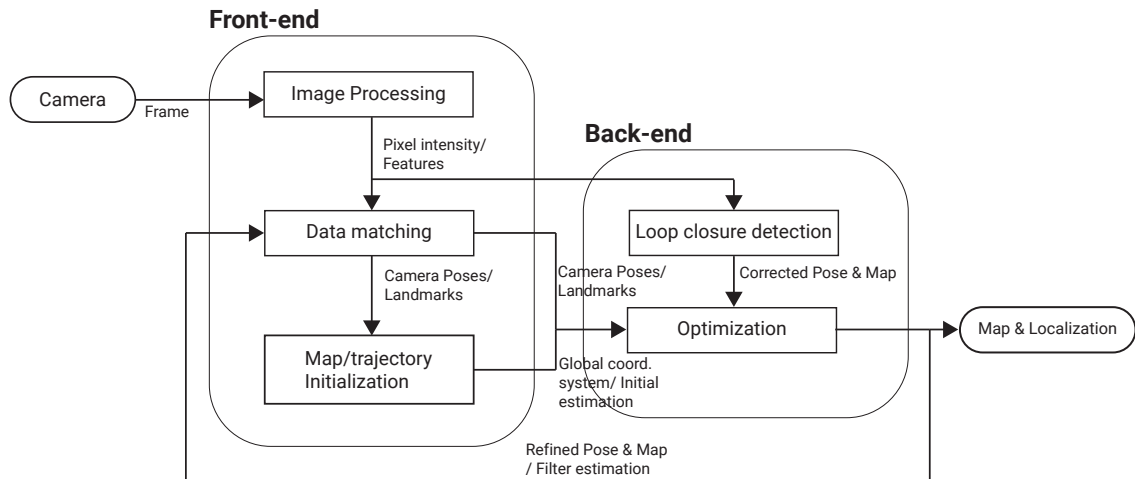 Front-end
Camera
Frame
Image Processing
Pixel intensity/
Features
Back-end
Data matching
Loop closure detection
Camera Poses/
Landmarks
Camera Poses/
Landmarks
Corrected Pose & Map
Optimization
Map & Localization
Map/trajectory
Initialization
Global coord.
system/ Initial
estimation
Refined Pose & Map
/ Filter estimation